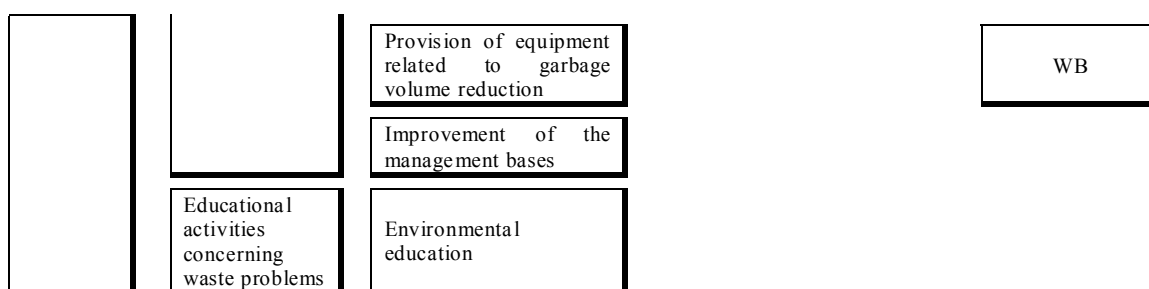 Provision of equipment
related to garbage
volume reduction
WB
Improvement of the
management bases
Educational
activities
concerning
waste problems
Environmental
education